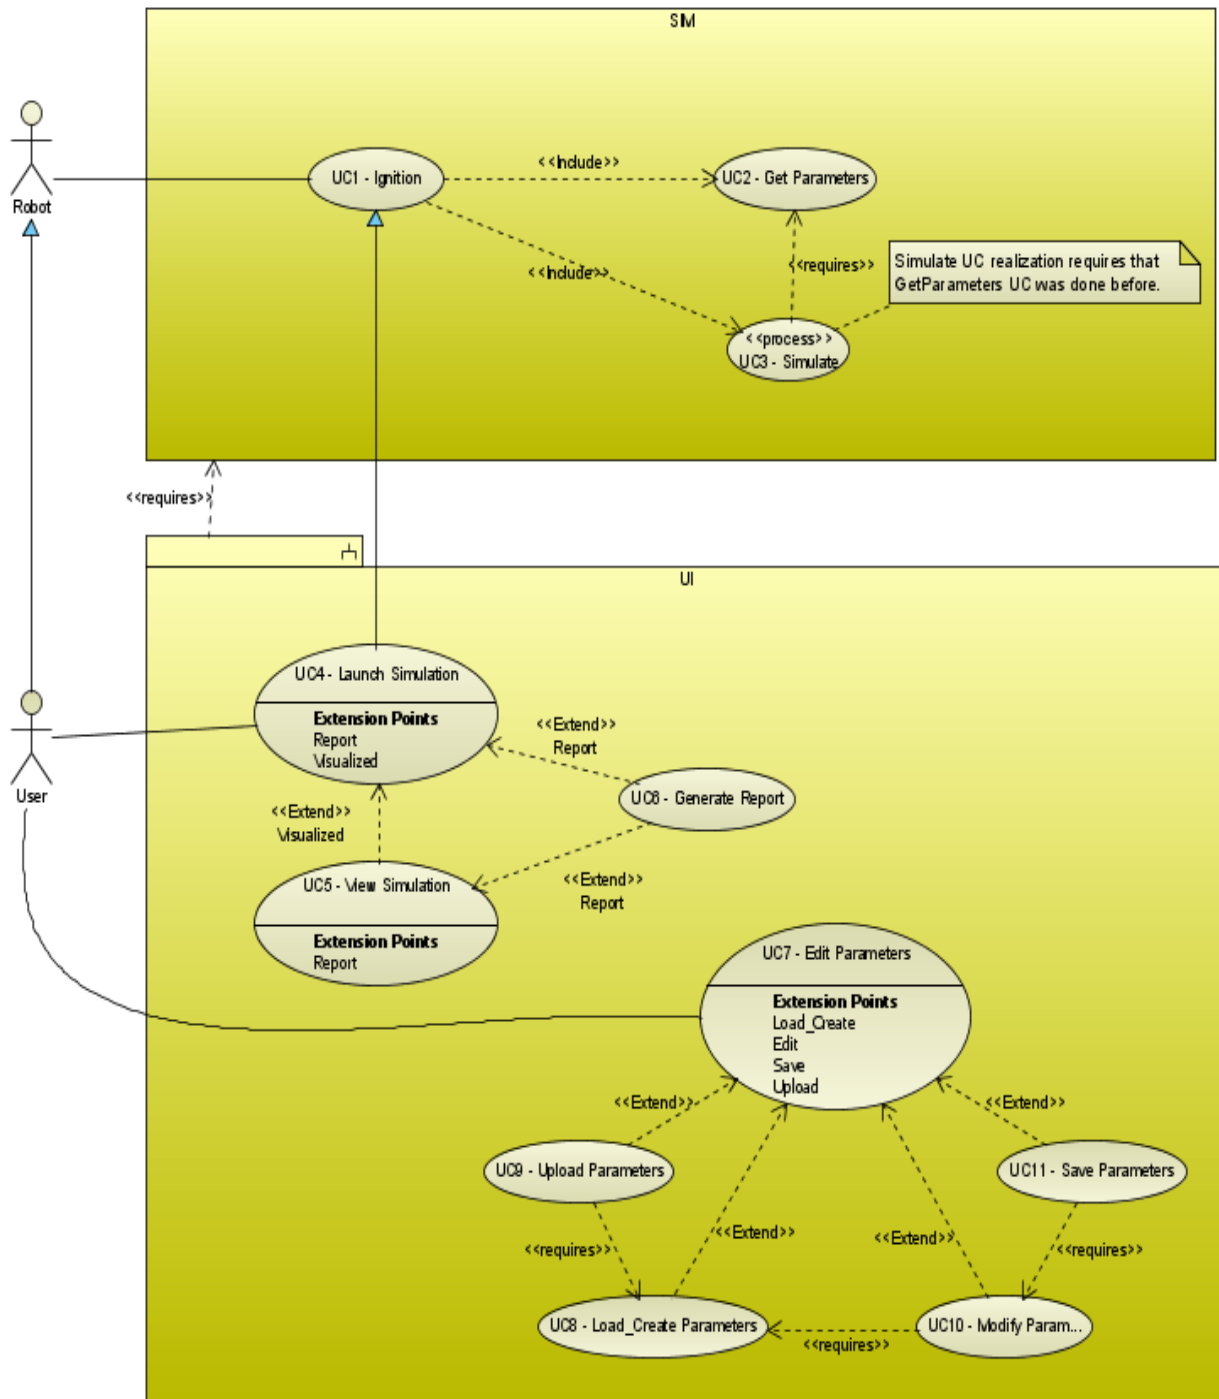 SIM
Robot
UC1 - Ignition
<<Include>>
UC2 - Get Parameters
<<Include>>
<<requires>>
Simulate UC realization requires that
GetParameters UC was done before.
<<process>>
UC3 - Simulate
<<requires>>
UI
User
UC4 - Launch Simulation
Extension Points
Report
Visualized
<<Extend>>
Report
UC6 - Generate Report
<<Extend>>
Visualized
UC5 - View Simulation
Extension Points
Report
<<Extend>>
Report
UC7 - Edit Parameters
Extension Points
Load_Create
Edit
Save
Upload
<<Extend>>
<<Extend>>
UC9 - Upload Parameters
UC11 - Save Parameters
<<requires>>
<<Extend>>
<<Extend>>
<<requires>>
UC8 - Load_Create Parameters
<<requires>>
UC10 - Modify Param...